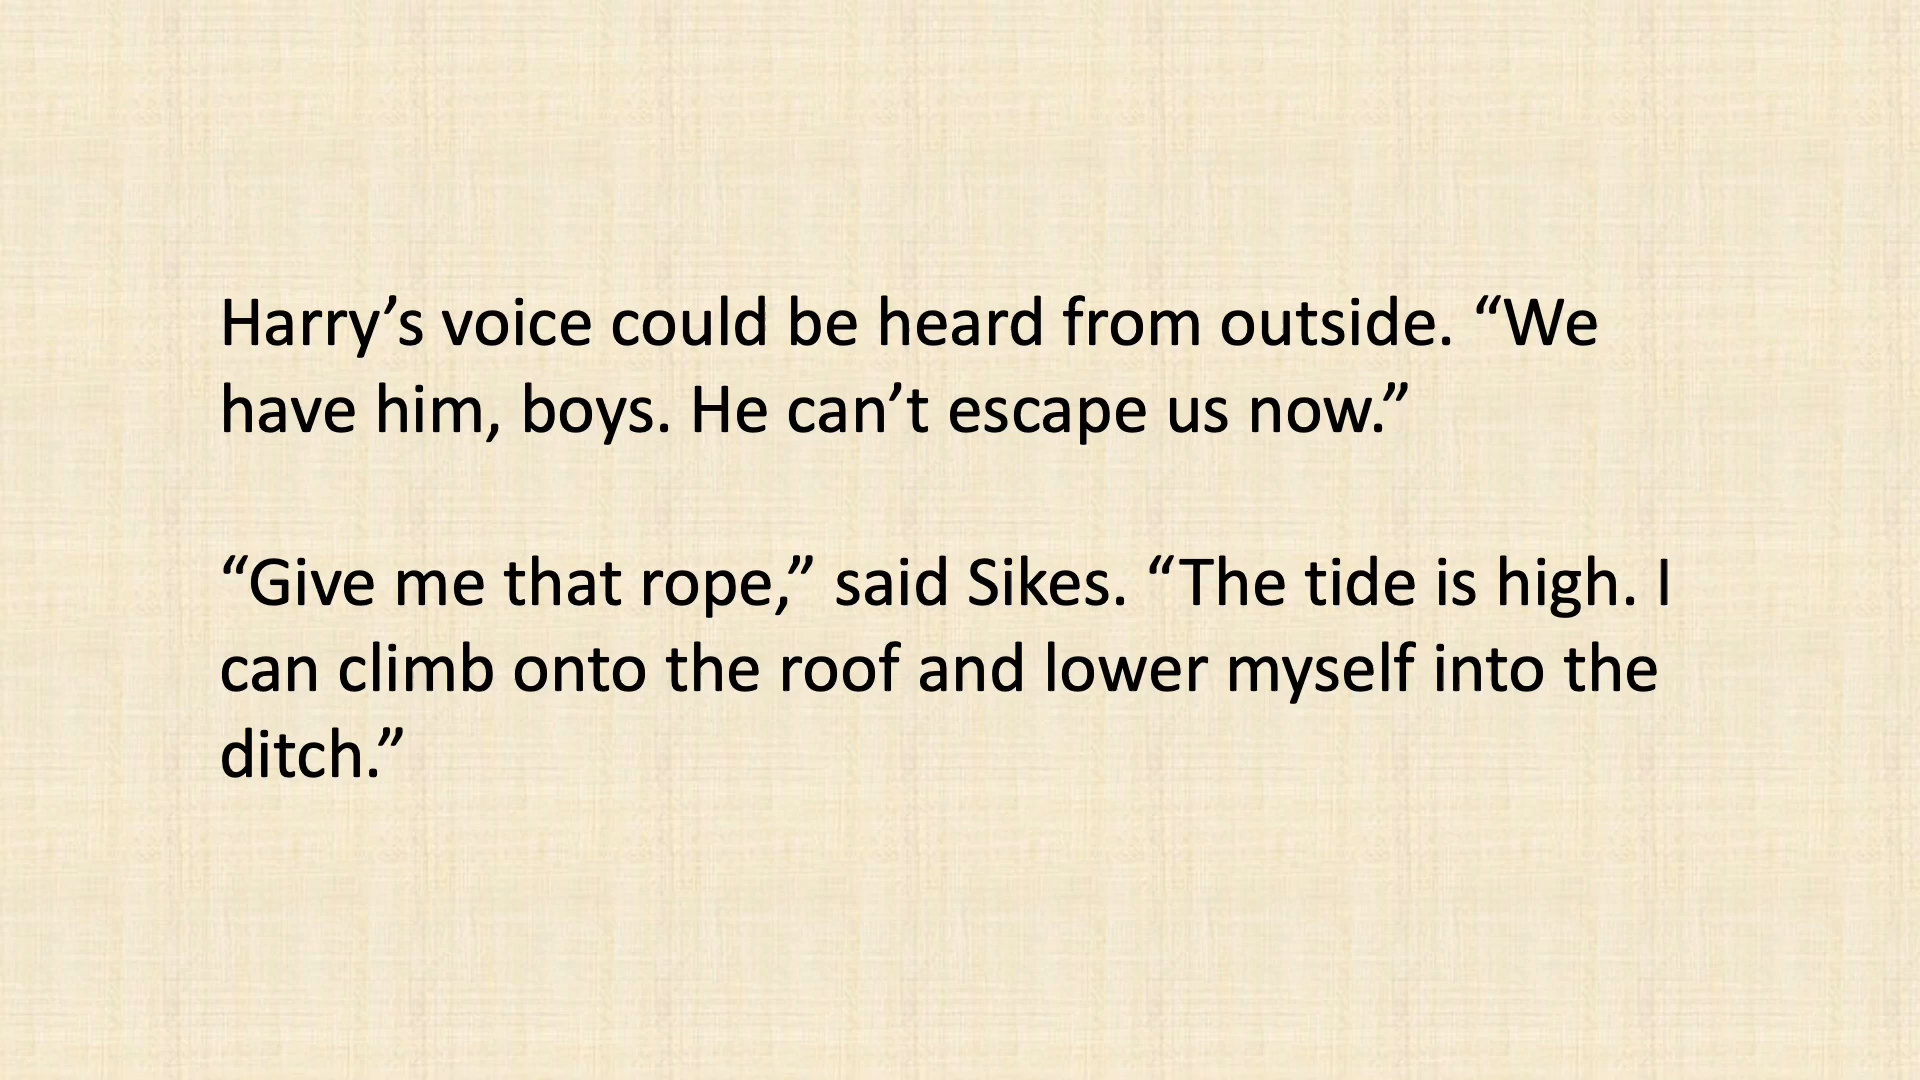 Harry’s voice could be heard from outside. “We
have him, boys. He can’t escape us now.”
“Give me that rope,” said Sikes. “The tide is high. I
can climb onto the roof and lower myself into the
ditch.”